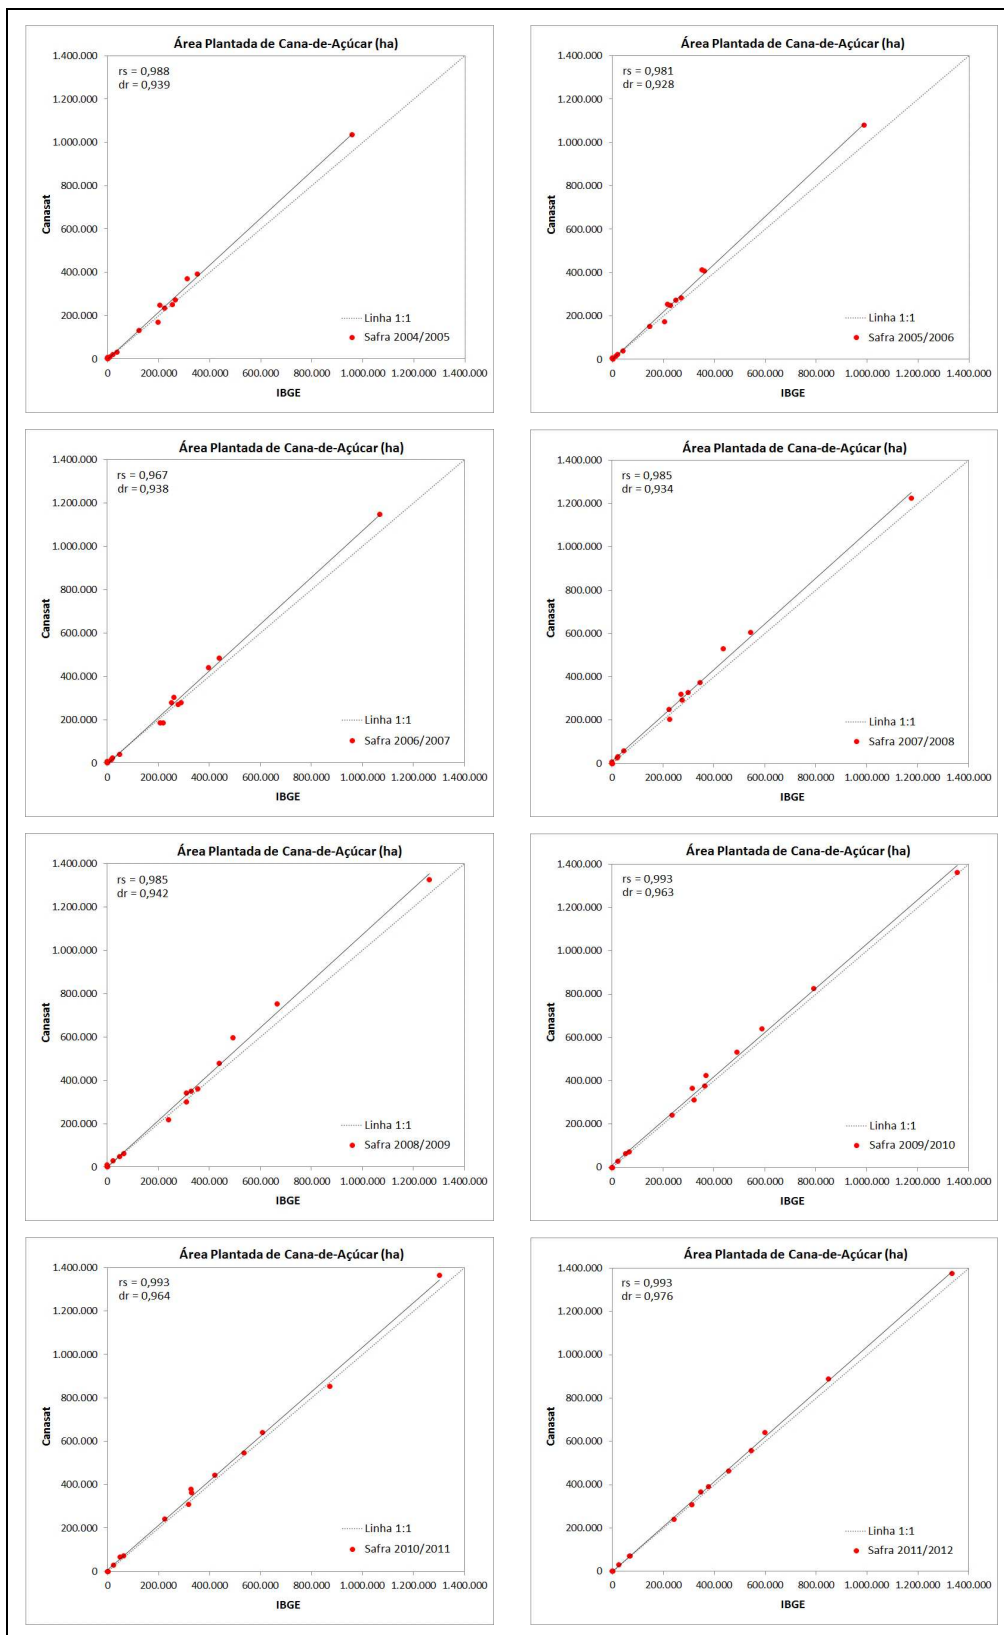 Área Plantada de Cana-de-Açúcar (ha)
rs = 0,988
dr = 0,939
1.400.000
1.200.000
1.000.000
800.000
600.000
400.000
200.000
0
Canasat
Linha 1:1
Safra 2004/2005
0 200.000 400.000 600.000 800.000 1.000.000 1.200.000 1.400.000
IBGE
Área Plantada de Cana-de-Açúcar (ha)
rs = 0,981
dr = 0,928
1.400.000
1.200.000
1.000.000
800.000
600.000
400.000
200.000
0
Canasat
Linha 1:1
Safra 2005/2006
0 200.000 400.000 600.000 800.000 1.000.000 1.200.000 1.400.000
IBGE
Área Plantada de Cana-de-Açúcar (ha)
rs = 0,967
dr = 0,938
1.400.000
1.200.000
1.000.000
800.000
600.000
400.000
200.000
0
Canasat
Linha 1:1
Safra 2006/2007
0 200.000 400.000 600.000 800.000 1.000.000 1.200.000 1.400.000
IBGE
Área Plantada de Cana-de-Açúcar (ha)
rs = 0,985
dr = 0,934
1.400.000
1.200.000
1.000.000
800.000
600.000
400.000
200.000
0
Canasat
Linha 1:1
Safra 2007/2008
0 200.000 400.000 600.000 800.000 1.000.000 1.200.000 1.400.000
IBGE
Área Plantada de Cana-de-Açúcar (ha)
rs = 0,985
dr = 0,942
1.400.000
1.200.000
1.000.000
800.000
600.000
400.000
200.000
0
Canasat
Linha 1:1
Safra 2008/2009
0 200.000 400.000 600.000 800.000 1.000.000 1.200.000 1.400.000
IBGE
Área Plantada de Cana-de-Açúcar (ha)
rs = 0,993
dr = 0,963
1.400.000
1.200.000
1.000.000
800.000
600.000
400.000
200.000
0
Canasat
Linha 1:1
Safra 2009/2010
0 200.000 400.000 600.000 800.000 1.000.000 1.200.000 1.400.000
IBGE
Área Plantada de Cana-de-Açúcar (ha)
rs = 0,993
dr = 0,964
1.400.000
1.200.000
1.000.000
800.000
600.000
400.000
200.000
0
Canasat
Linha 1:1
Safra 2010/2011
0 200.000 400.000 600.000 800.000 1.000.000 1.200.000 1.400.000
IBGE
Área Plantada de Cana-de-Açúcar (ha)
rs = 0,993
dr = 0,976
1.400.000
1.200.000
1.000.000
800.000
600.000
400.000
200.000
0
Canasat
Linha 1:1
Safra 2011/2012
0 200.000 400.000 600.000 800.000 1.000.000 1.200.000 1.400.000
IBGE